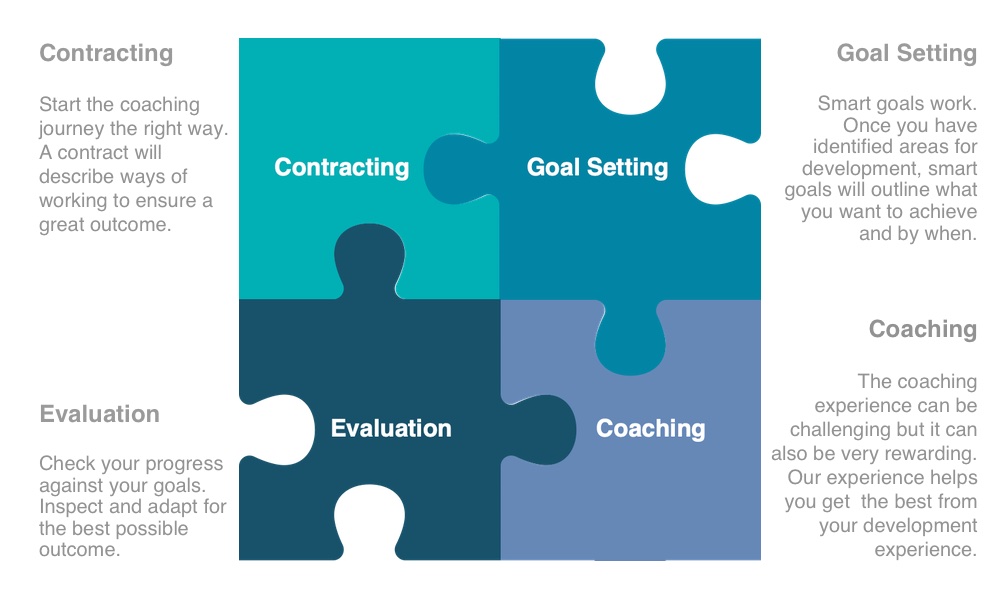 Contracting
Start the coaching
journey the right way.
A contract will
describe ways of
working to ensure a
great outcome.
Contracting
Goal Setting
Goal Setting
Smart goals work.
Once you have
identified areas for
development, smart
goals will outline what
you want to achieve
and by when.
Evaluation
Check your progress
against your goals.
Inspect and adapt for
the best possible
outcome.
Evaluation
Coaching
Coaching
The coaching
experience can be
challenging but it can
also be very rewarding.
Our experience helps
you get  the best from
your development
experience.